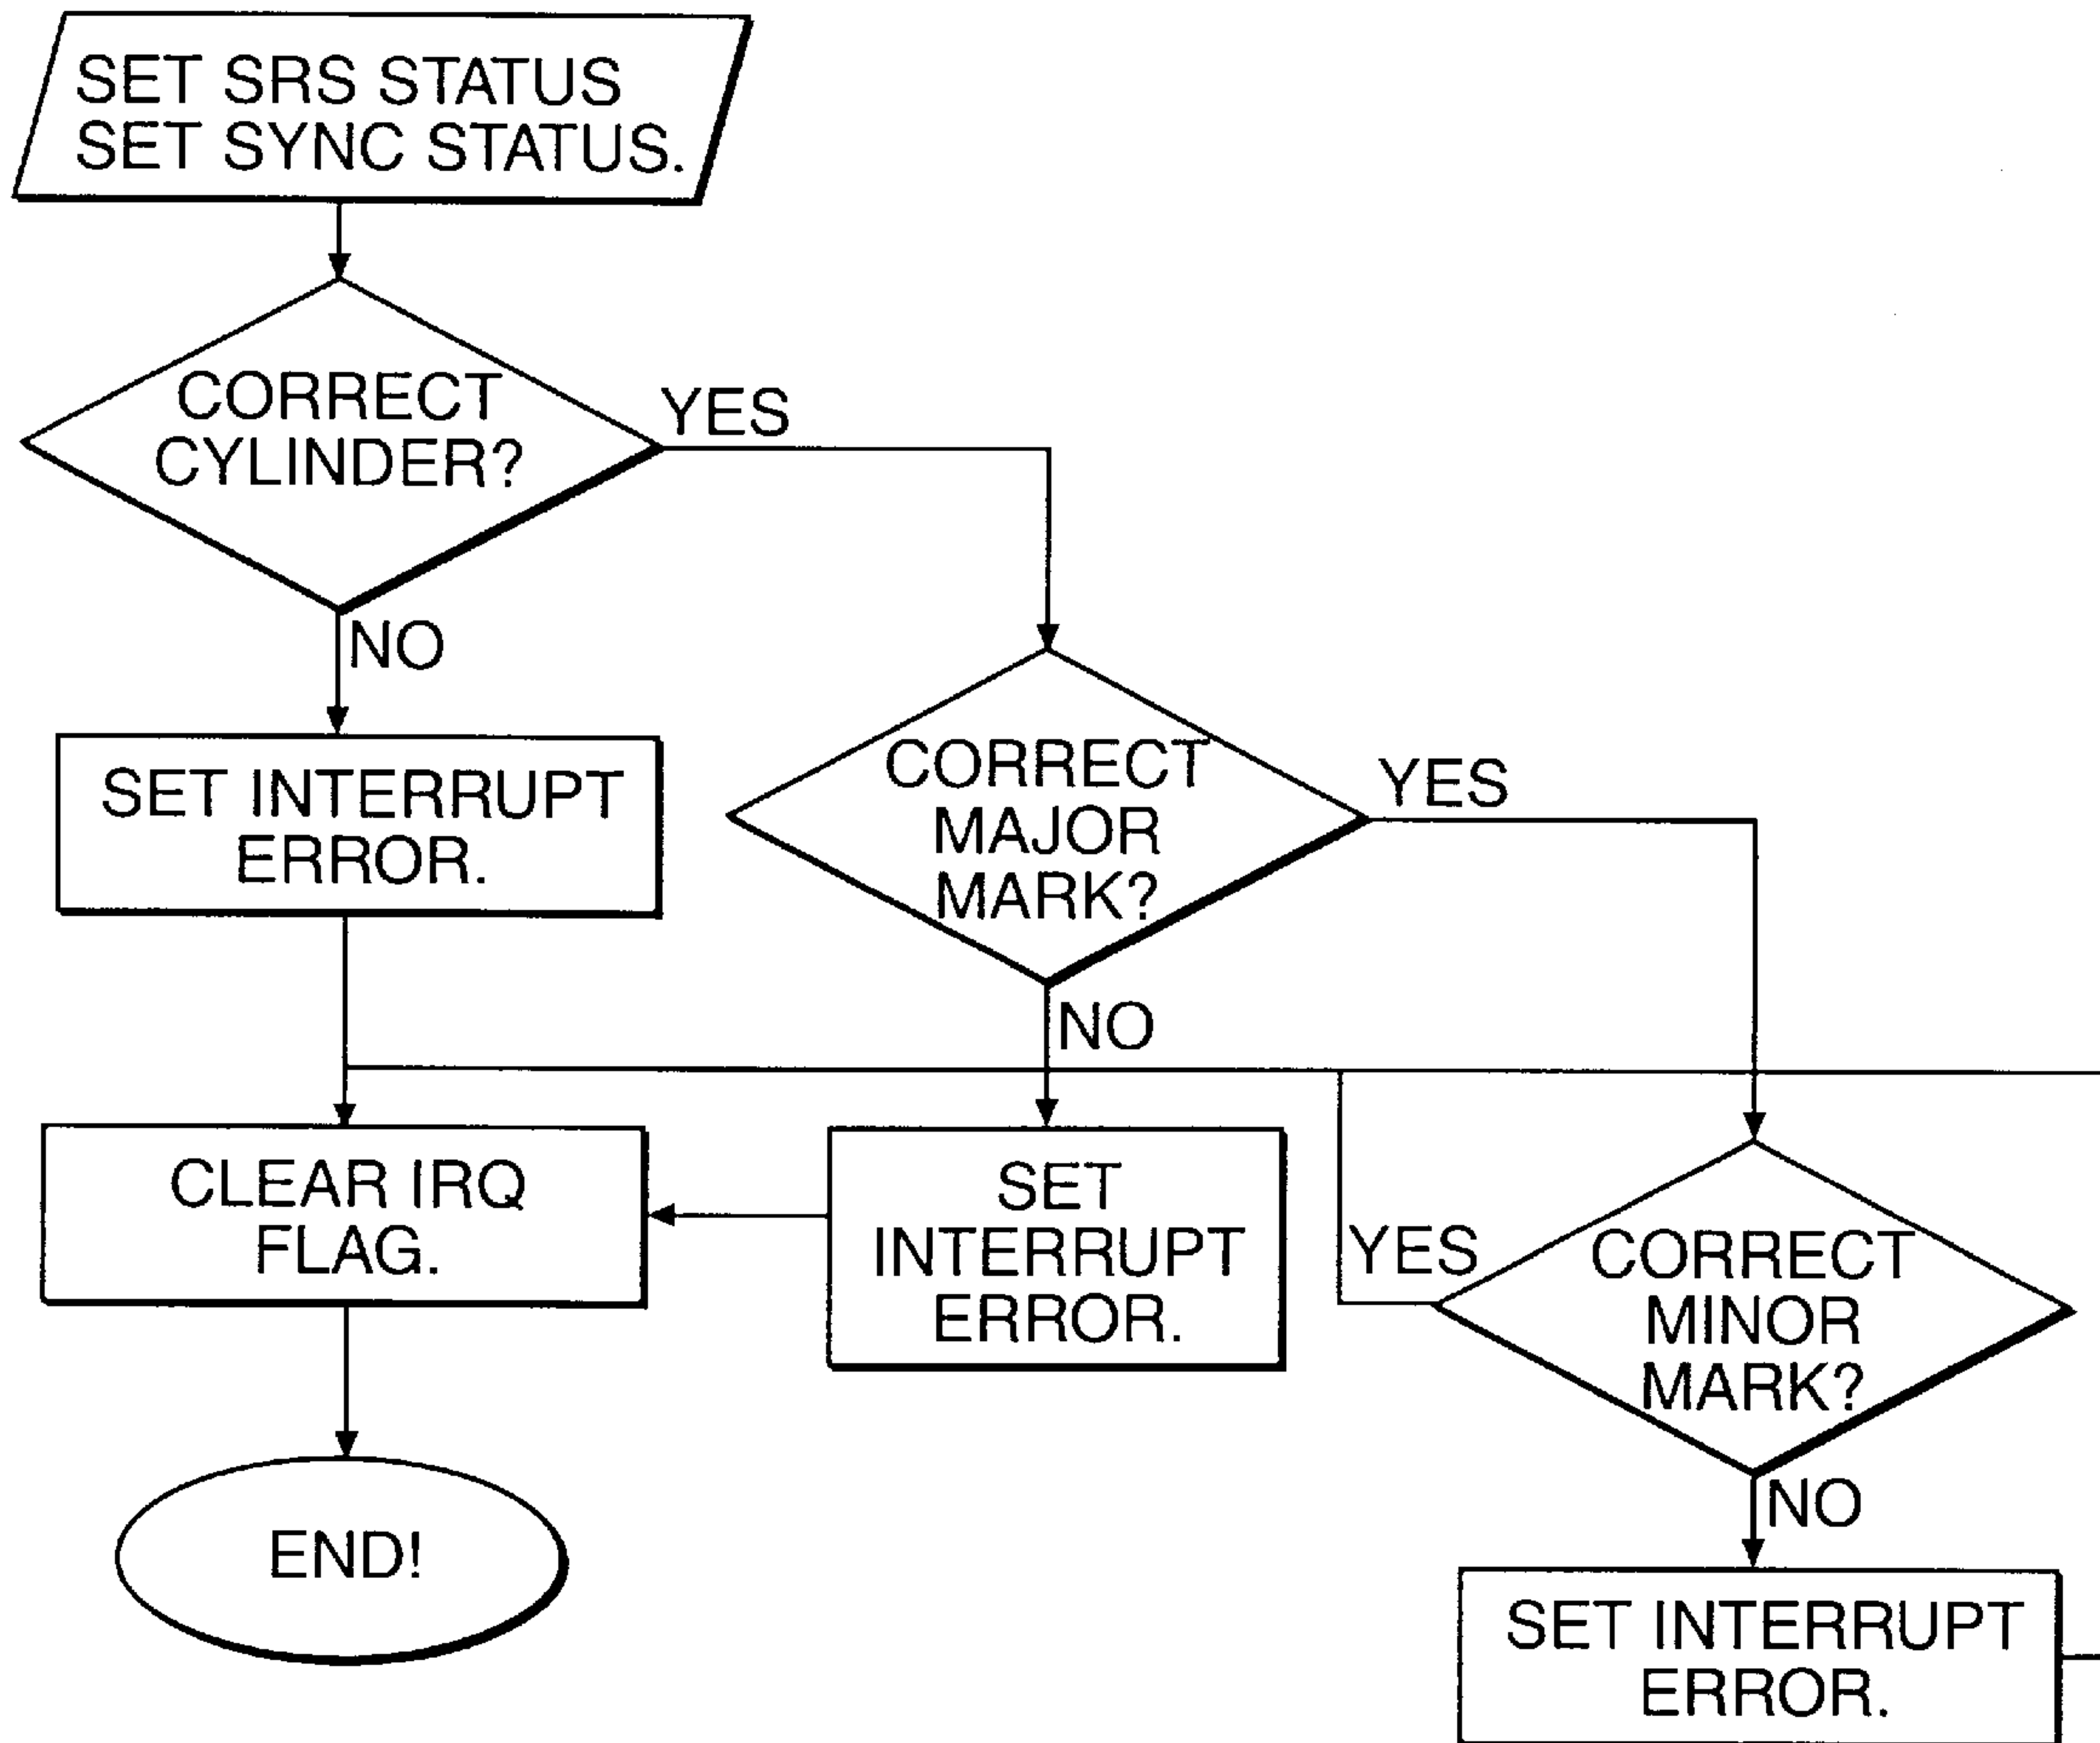 SET SRS STATUS
SET SYNC STATUS.
CORRECT
CYLINDER?
YES
NO
SET INTERRUPT
ERROR.
CORRECT
MAJOR
MARK?
YES
NO
CLEAR IRQ
FLAG.
SET
INTERRUPT
ERROR.
YES
CORRECT
MINOR
MARK?
NO
END!
SET INTERRUPT
ERROR.